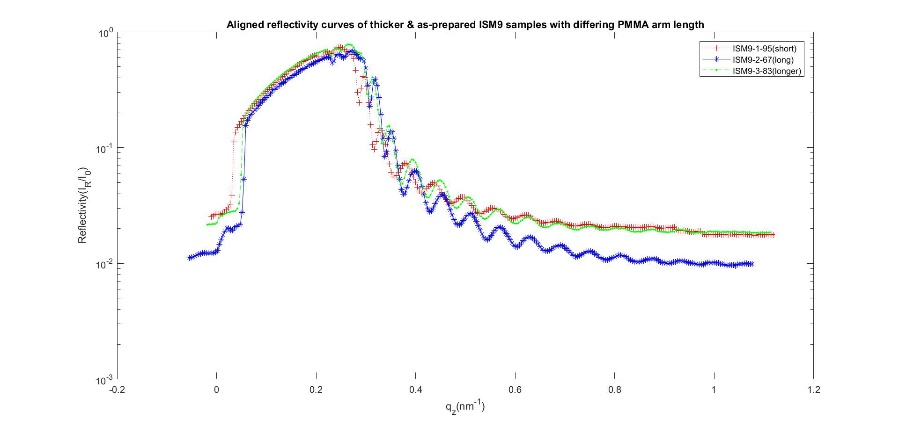 Aligned reflectivity curves of thicker & as-prepared ISM9 samples with differing PMMA arm length
10^0
ISM9-1-95(short)
ISM9-2-67(long)
ISM9-3-83(longer)
10^-1
Reflectivity(I_R/I_0)
10^-2
10^-3
-0.2 0 0.2 0.4 0.6 0.8 1 1.2
q_z(nm^-1)